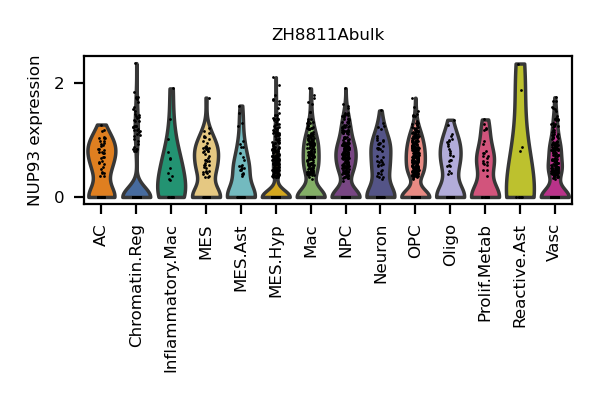 ZH8811Abulk
NUP93 expression
2
0
AC
Chromatin.Reg
Inflammatory.Mac
MES
MES.Ast
MES.Hyp
Mac
NPC
Neuron
OPC
Oligo
Prolif.Metab
Reactive.Ast
Vasc